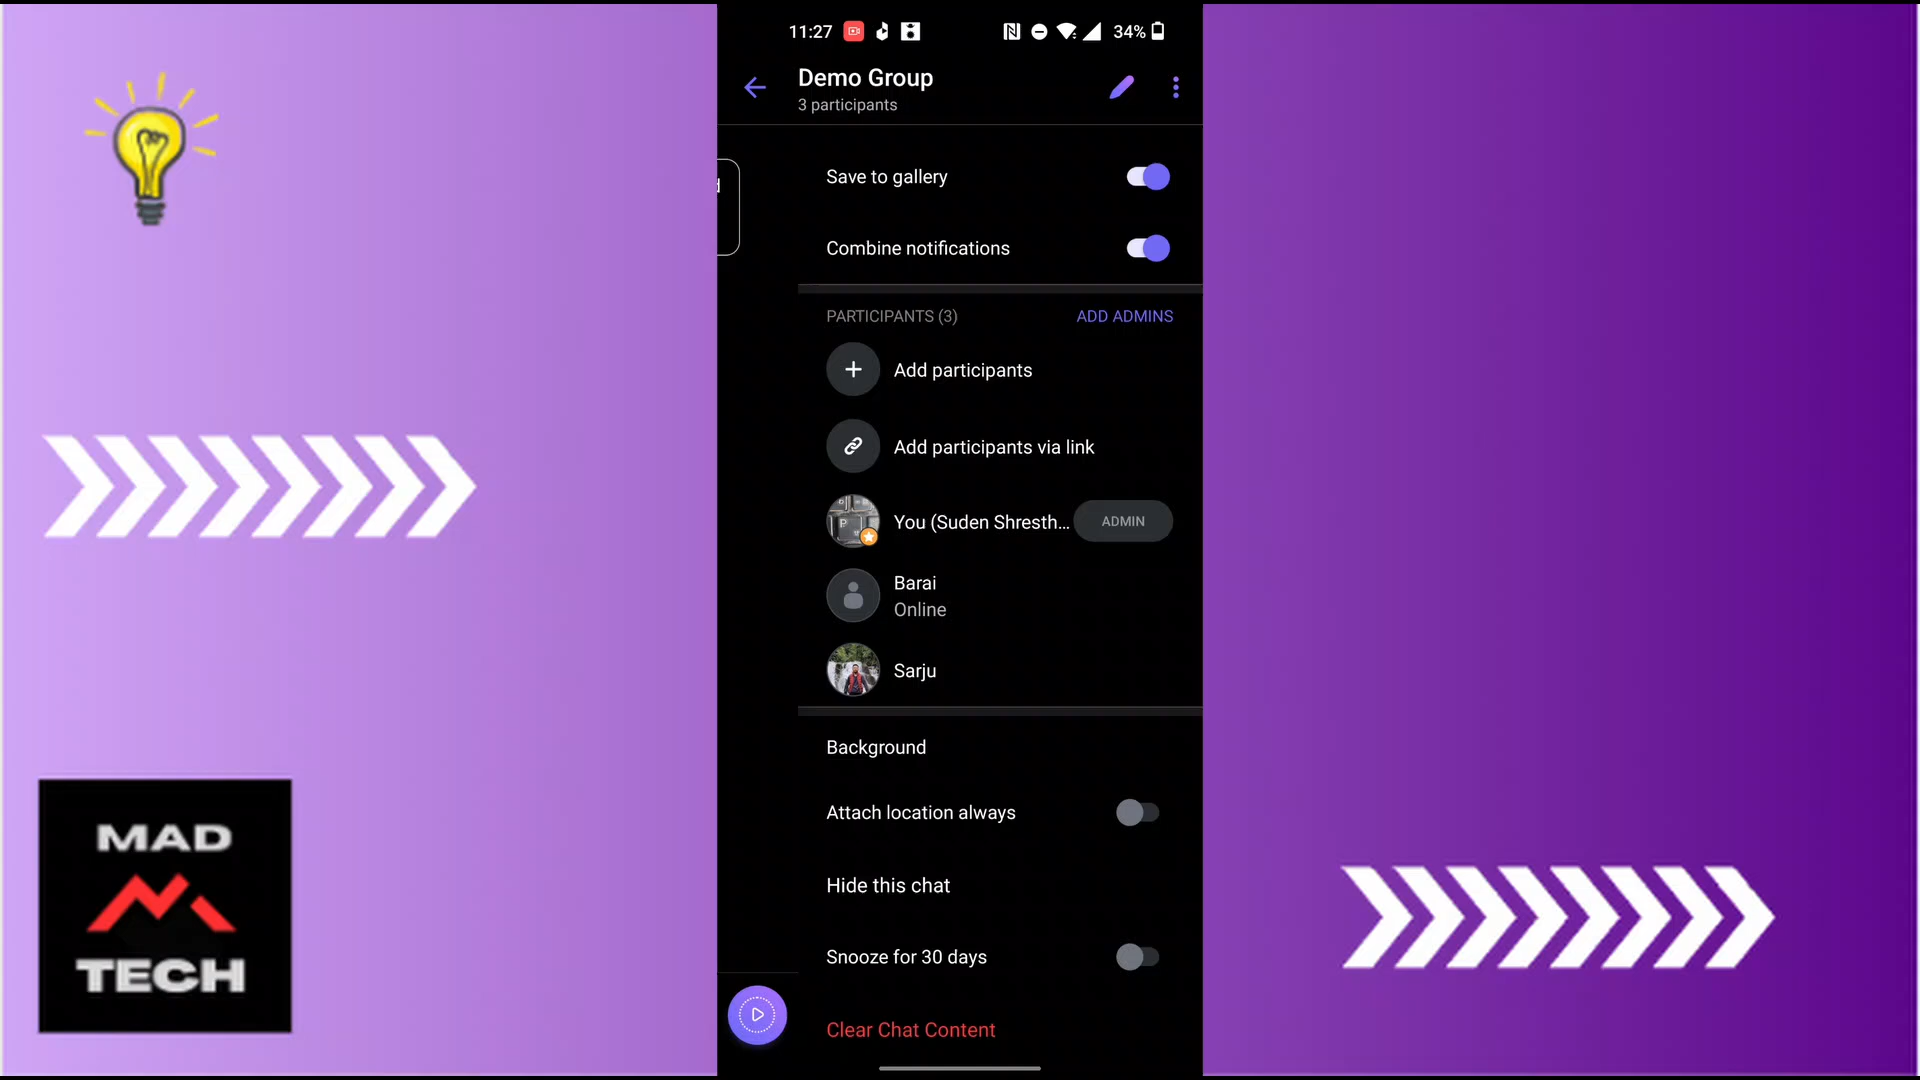 11:27
34%
Demo Group
3 participants
Save to gallery
Combine notifications
PARTICIPANTS (3)
ADD ADMINS
Add participants
Add participants via link
You (Suden Shresth...
ADMIN
Barai
Online
Sarju
Background
Attach location always
Hide this chat
Snooze for 30 days
Clear Chat Content
MAD
TECH